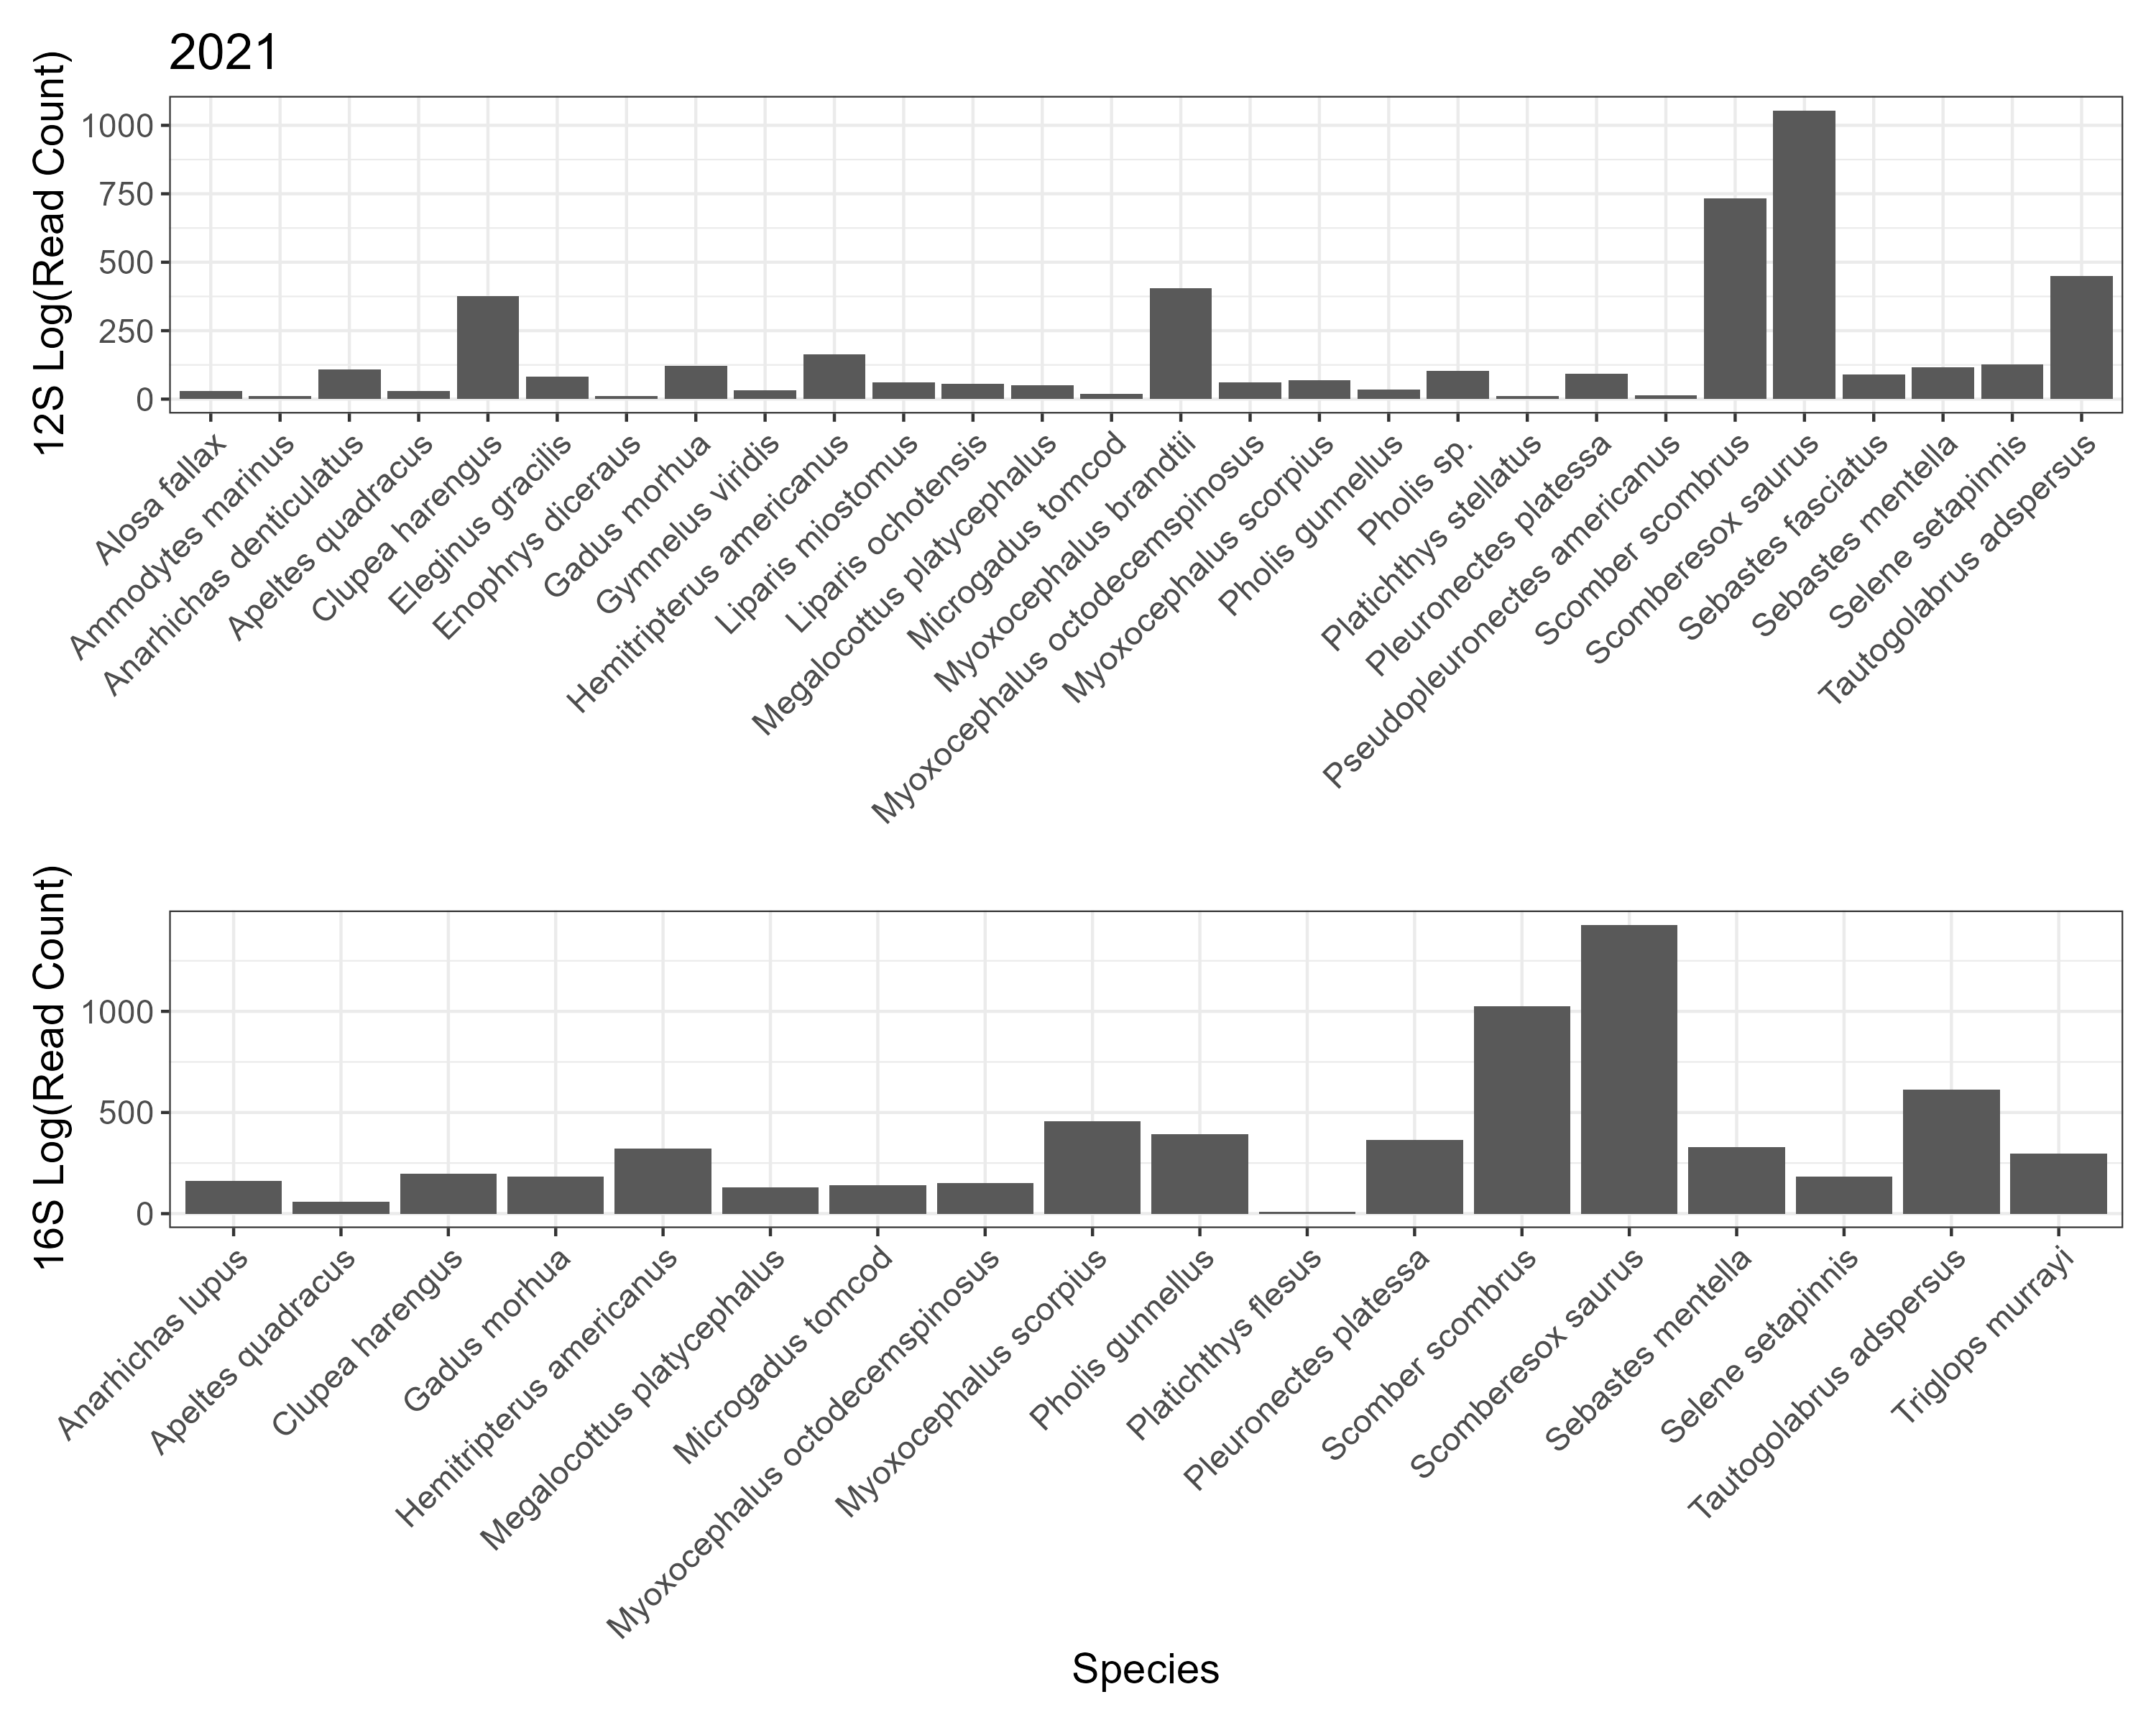 2021
12S Log(Read Count)
1000
750
500
250
0
Alosa fallax
Ammodytes marinus
Anarhichas denticulatus
Apeltes quadracus
Clupea harengus
Eleginus gracilis
Enophrys diceraus
Gadus morhua
Gymnelus viridis
Hemitripterus americanus
Liparis miostomus
Liparis ochotensis
Megalocottus platycephalus
Microgadus tomcod
Myoxocephalus brandtii
Myoxocephalus octodecemspinosus
Myoxocephalus scorpius
Pholis gunnellus
Pholis sp.
Platichthys stellatus
Pleuronectes platessa
Pseudopleuronectes americanus
Scomber scombrus
Scomberesox saurus
Sebastes fasciatus
Sebastes mentella
Selene setapinnis
Tautogolabrus adspersus
16S Log(Read Count)
1000
500
0
Anarhichas lupus
Apeltes quadracus
Clupea harengus
Gadus morhua
Hemitripterus americanus
Megalocottus platycephalus
Microgadus tomcod
Myoxocephalus octodecemspinosus
Myoxocephalus scorpius
Pholis gunnellus
Platichthys flesus
Pleuronectes platessa
Scomber scombrus
Scomberesox saurus
Sebastes mentella
Selene setapinnis
Tautogolabrus adspersus
Triglops murrayi
Species